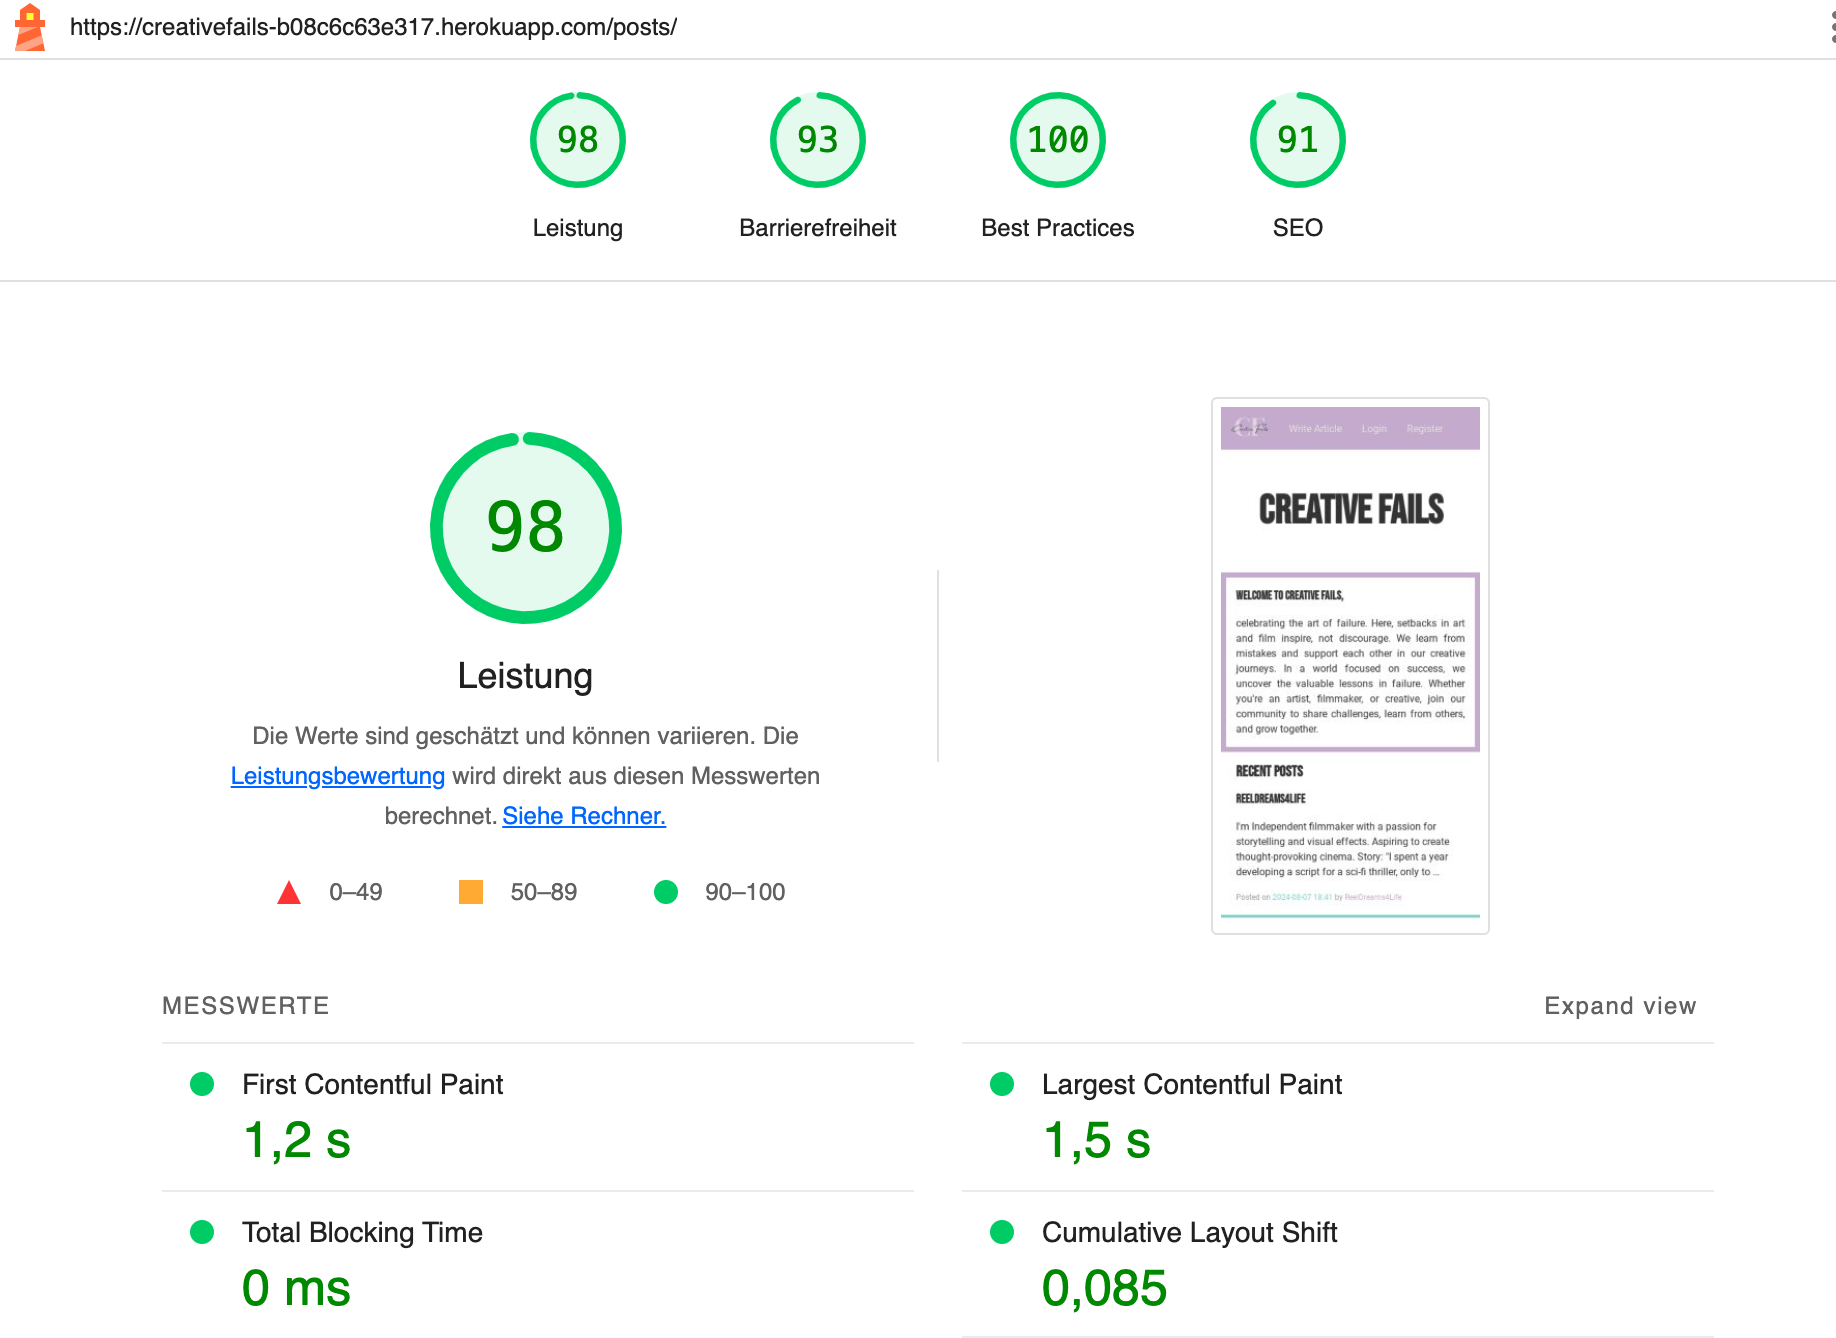 https://creativefails-b08c6c63e317.herokuapp.com/posts/
98
93
100
91
Leistung
Barrierefreiheit
Best Practices
SEO
98
Leistung
Die Werte sind geschätzt und können variieren. Die
Leistungsbewertung wird direkt aus diesen Messwerten
berechnet. Siehe Rechner.
0–49
50–89
90–100
Write Article
Login
Register
CREATIVE FAILS
WELCOME TO CREATIVE FAILS,
celebrating the art of failure. Here, setbacks in art
and film inspire, not discourage. We learn from
mistakes and support each other in our creative
journeys. In a world focused on success, we
uncover the valuable lessons in failure. Whether
you're an artist, filmmaker, or creative, join our
community to share challenges, learn from others,
and grow together.
RECENT POSTS
REELDREAMS4LIFE
I'm Independent filmmaker with a passion for
storytelling and visual effects. Aspiring to create
thought-provoking cinema. Story: "I spent a year
developing a script for a sci-fi thriller, only to ...
Posted on 2024-08-07 18:41 by ReelDreams4Life
MESSWERTE
Expand view
First Contentful Paint
1,2 s
Largest Contentful Paint
1,5 s
Total Blocking Time
0 ms
Cumulative Layout Shift
0,085